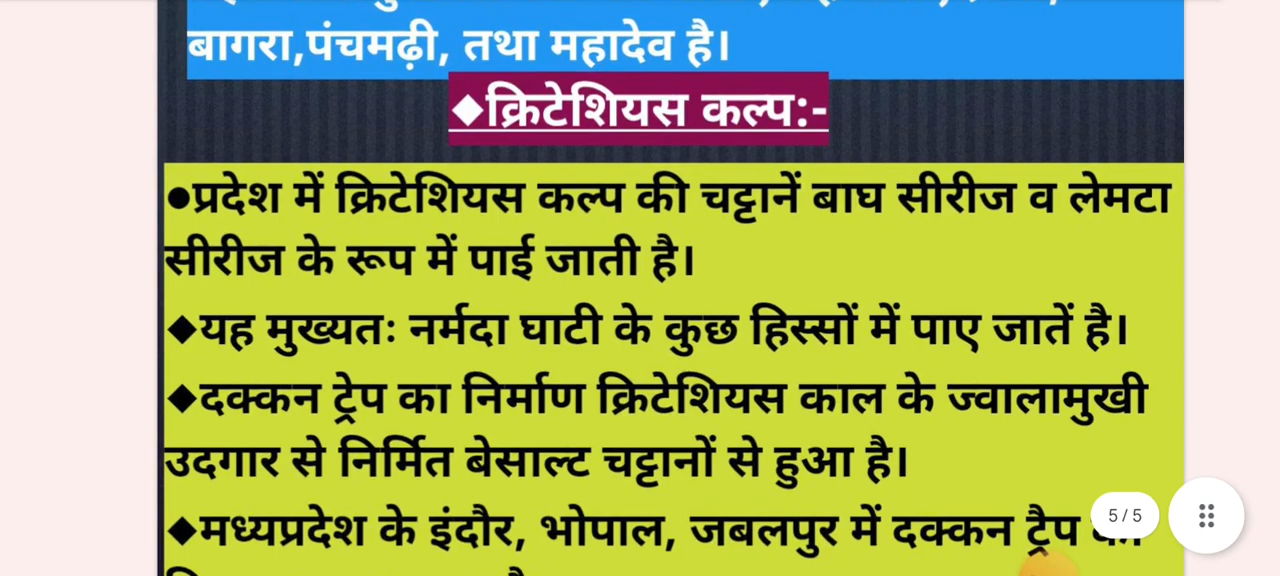 बागरा,पंचमढ़ी, तथा महादेव है।
◆क्रिटेशियस कल्प:-
●प्रदेश में क्रिटेशियस कल्प की चट्टानें बाघ सीरीज व लेमटा
सीरीज के रूप में पाई जाती है।
◆यह मुख्यतः नर्मदा घाटी के कुछ हिस्सों में पाए जातें है।
◆दक्कन ट्रेप का निर्माण क्रिटेशियस काल के ज्वालामुखी
उदगार से निर्मित बेसाल्ट चट्टानों से हुआ है।
◆मध्यप्रदेश के इंदौर, भोपाल, जबलपुर में दक्कन ट्रैप
5 / 5